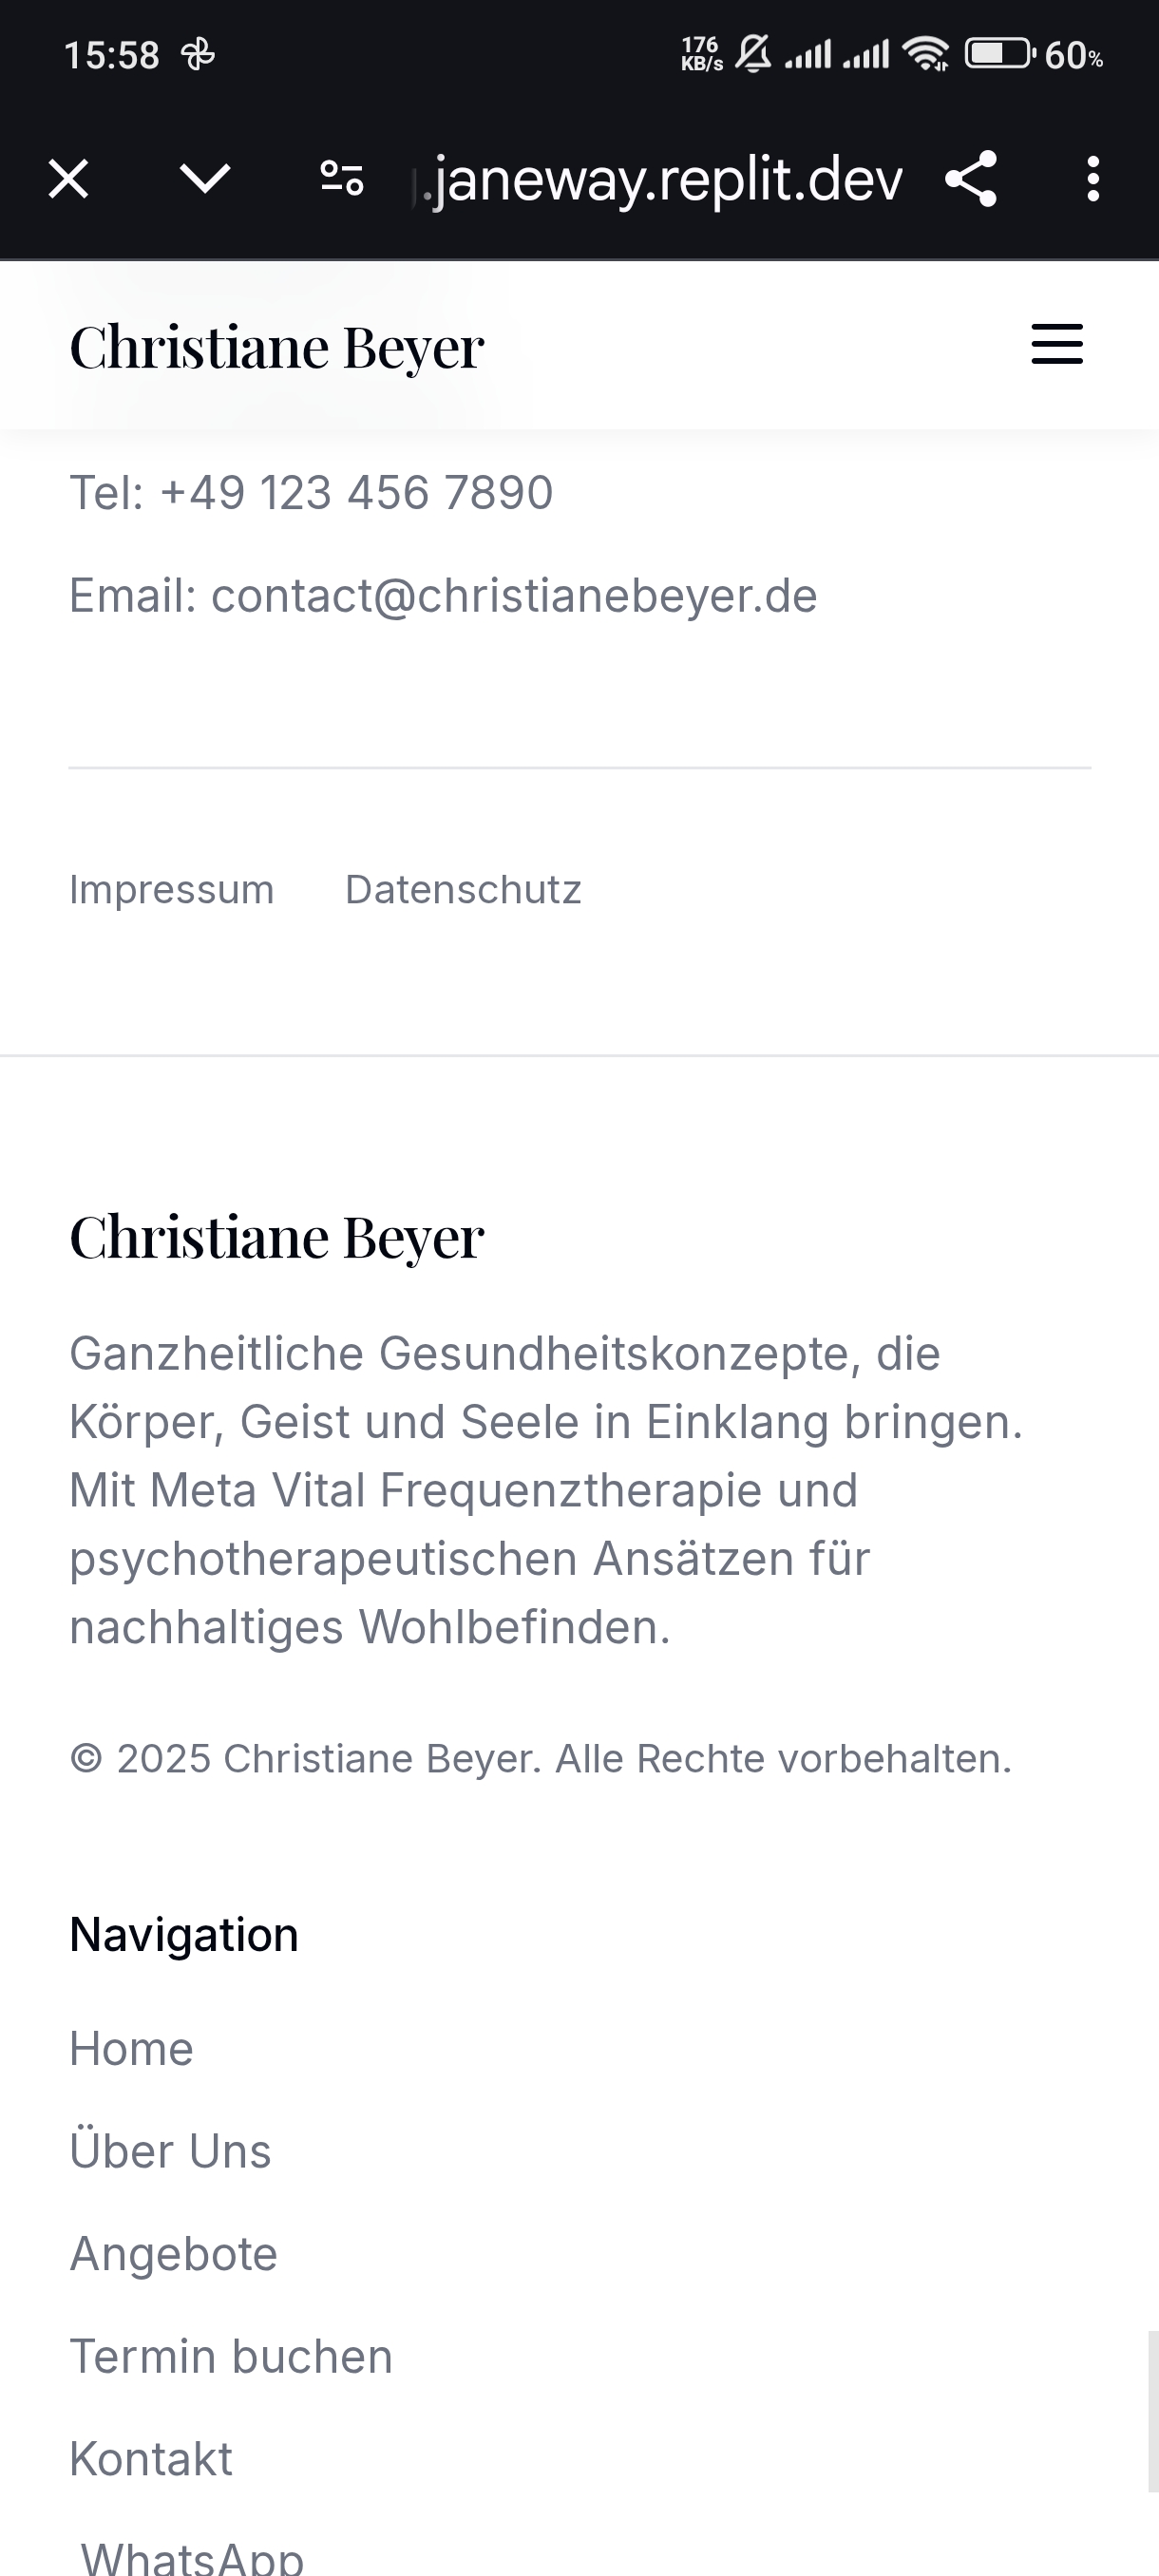 15:58
176
KB/s
60%
.janeway.replit.dev
Christiane Beyer
Tel: +49 123 456 7890
Email: contact@christianebeyer.de
Impressum Datenschutz
Christiane Beyer
Ganzheitliche Gesundheitskonzepte, die
Körper, Geist und Seele in Einklang bringen.
Mit Meta Vital Frequenztherapie und
psychotherapeutischen Ansätzen für
nachhaltiges Wohlbefinden.
© 2025 Christiane Beyer. Alle Rechte vorbehalten.
Navigation
Home
Über Uns
Angebote
Termin buchen
Kontakt
WhatsApp